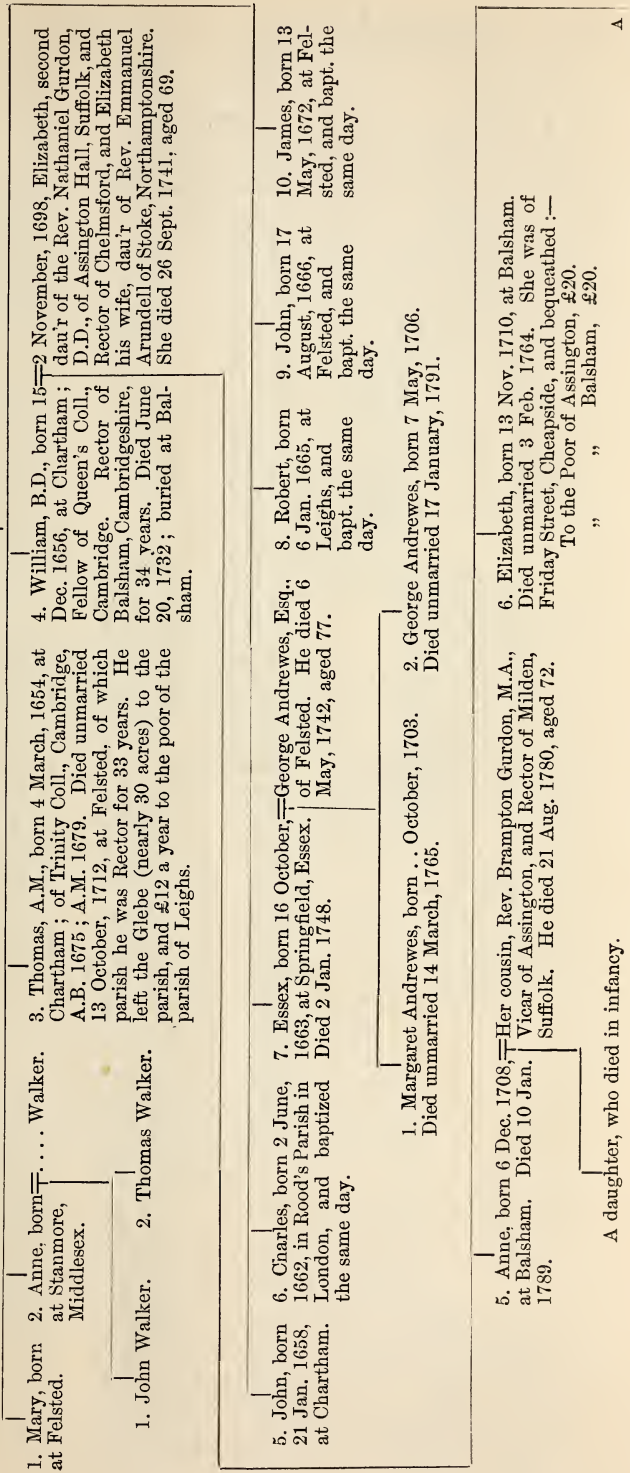 1. Mary, born
at Felsted.
2. Anne, born=.... Walker.
at Stanmore,
Middlesex.
1. John Walker.
2. Thomas Walker.
3. Thomas, A.M., born 4 March, 1654, at
Chartham; of Trinity Coll., Cambridge,
A.B. 1675; A.M. 1679. Died unmarried
13 October, 1712, at Felsted, of which
parish he was Rector for 33 years. He
left the Glebe (nearly 30 acres) to the
parish, and £12 a year to the poor of the
parish of Leighs.
4. William, B.D., born 15=2 November, 1698, Elizabeth, second
Dec. 1656, at Chartham;
Fellow of Queen's Coll.,
Cambridge. Rector of
Balsham, Cambridgeshire,
for 34 years. Died June
20, 1732; buried at Bal-
sham.
dau'r of the Rev. Nathaniel Gurdon,
D.D., of Assington Hall, Suffolk, and
Rector of Chelmsford, and Elizabeth
his wife, dau'r of Rev. Emmanuel
Arundell of Stoke, Northamptonshire.
She died 26 Sept. 1741, aged 69.
5. John, born
21 Jan. 1658,
at Chartham.
6. Charles, born 2 June,
1662, in Rood's Parish in
London, and baptized
the same day.
7. Essex, born 16 October,=George Andrewes, Esq.,
1663, at Springfield, Essex.
Died 2 Jan. 1748.
of Felsted. He died 6
May, 1742, aged 77.
8. Robert, born
6 Jan. 1665, at
Leighs, and
bapt. the same
day.
9. John, born 17
August, 1666, at
Felsted, and
bapt. the same
day.
10. James, born 13
May, 1672, at Fel-
sted, and bapt. the
same day.
1. Margaret Andrewes, born .. October, 1703.
Died unmarried 14 March, 1765.
2. George Andrewes, born 7 May, 1706.
Died unmarried 17 January, 1791.
5. Anne, born 6 Dec. 1708,=Her cousin, Rev. Brampton Gurdon, M.A.,
at Balsham. Died 10 Jan.
1789.
Vicar of Assington, and Rector of Milden,
Suffolk. He died 21 Aug. 1780, aged 72.
A daughter, who died in infancy.
6. Elizabeth, born 13 Nov. 1710, at Balsham.
Died unmarried 3 Feb. 1764. She was of
Friday Street, Cheapside, and bequeathed :—
To the Poor of Assington, £20.
„ „ Balsham, £20.
A